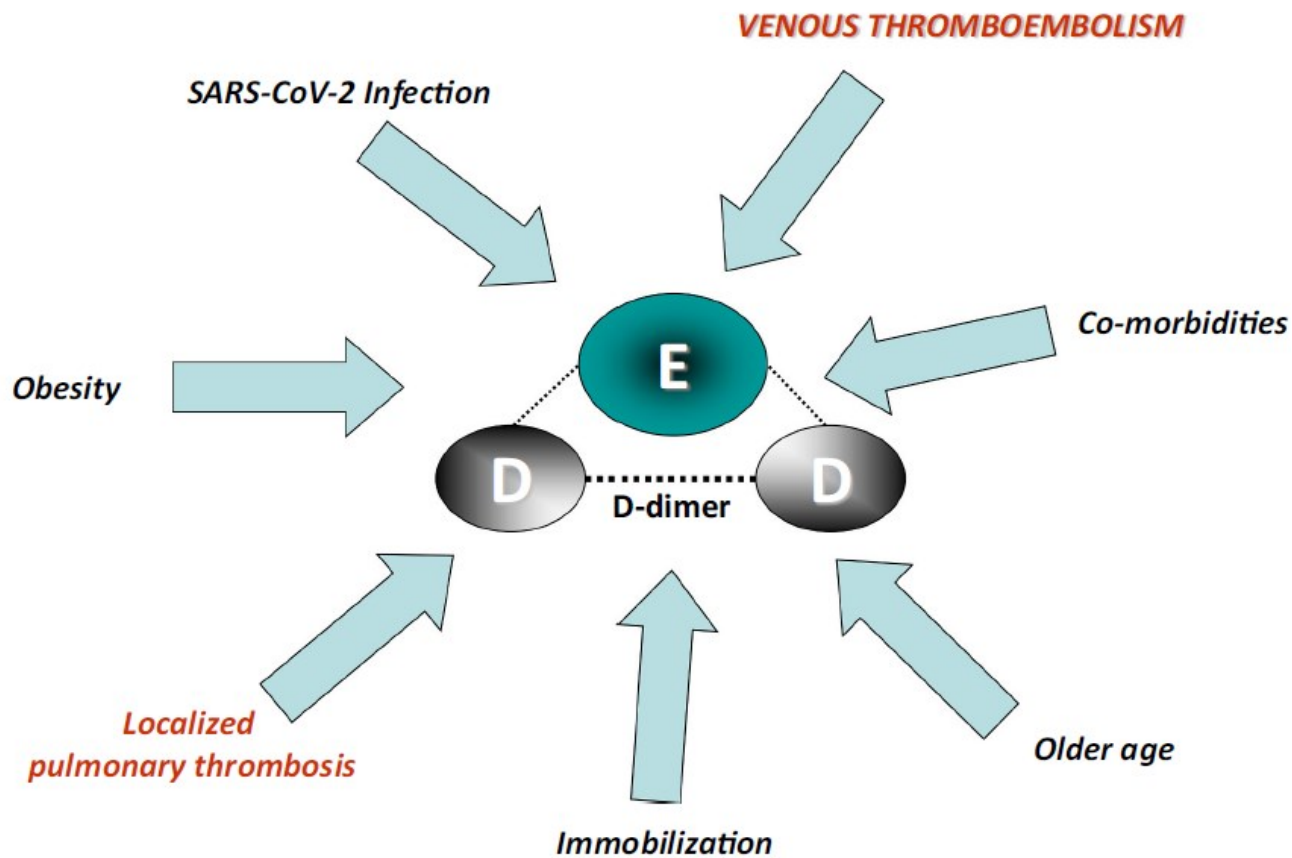 VENOUS THROMBOEMBOLISM
SARS-CoV-2 Infection
Co-morbidities
E
Obesity
D
D
D-dimer
Localized
pulmonary thrombosis
Older age
Immobilization